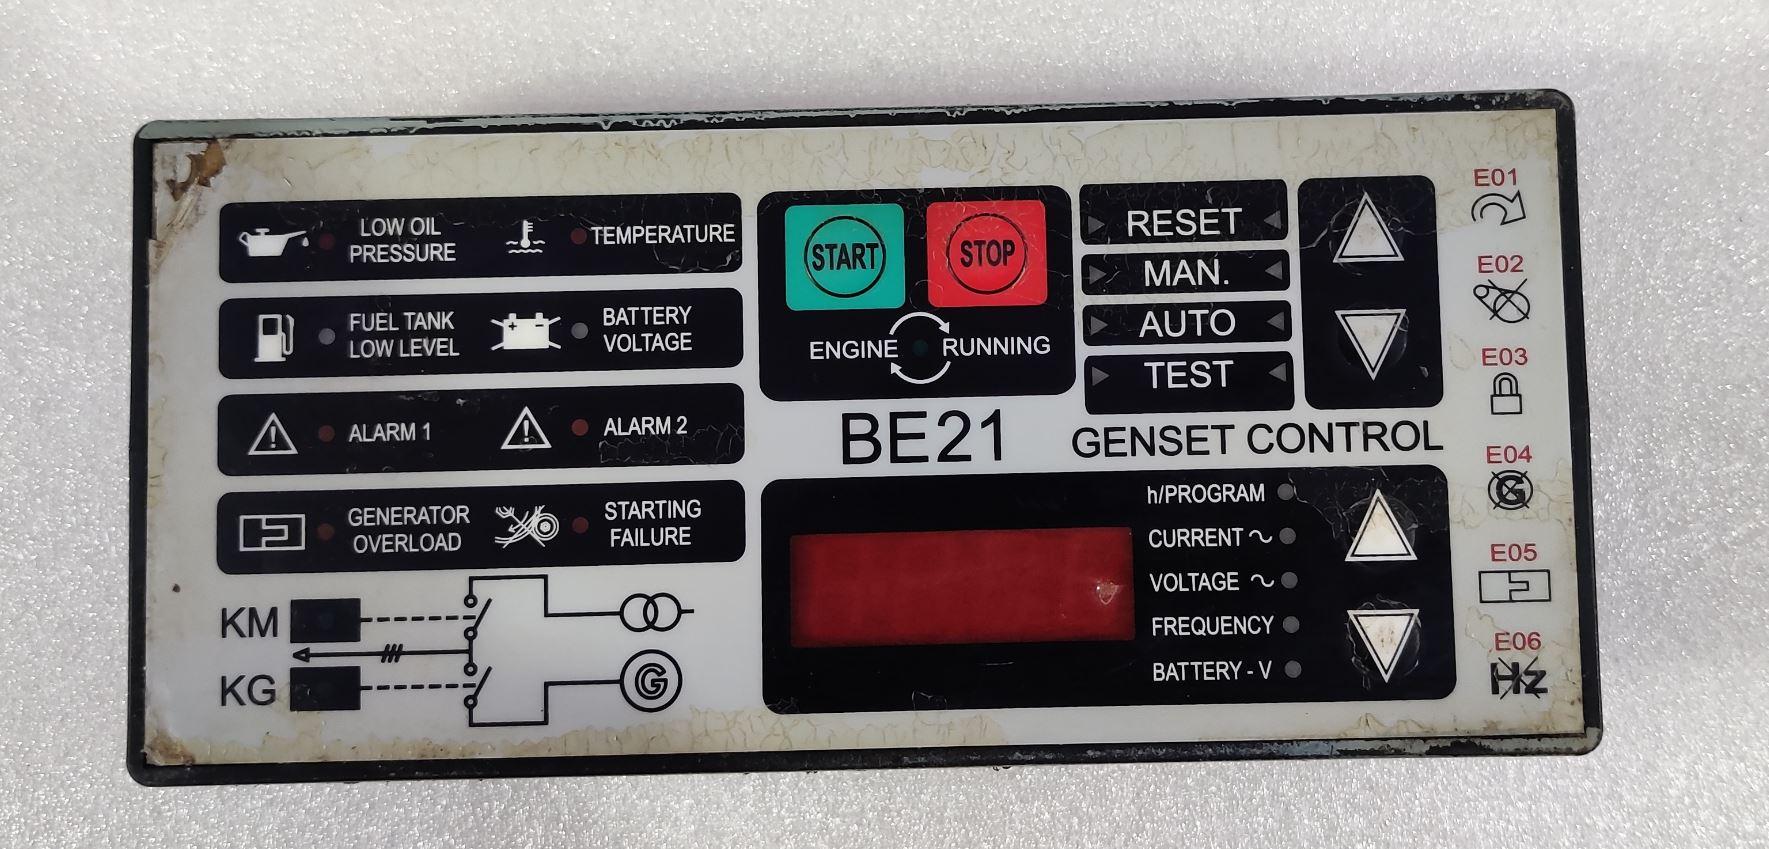 LOW OIL
PRESSURE
TEMPERATURE
FUEL TANK
LOW LEVEL
BATTERY
VOLTAGE
ALARM 1
ALARM 2
GENERATOR
OVERLOAD
STARTING
FAILURE
KM
KG
G
START
STOP
ENGINE RUNNING
RESET
MAN.
AUTO
TEST
BE21
GENSET CONTROL
h/PROGRAM
CURRENT ~
VOLTAGE ~
FREQUENCY
BATTERY - V
E01
E02
E03
E04
G
E05
E06
Hz